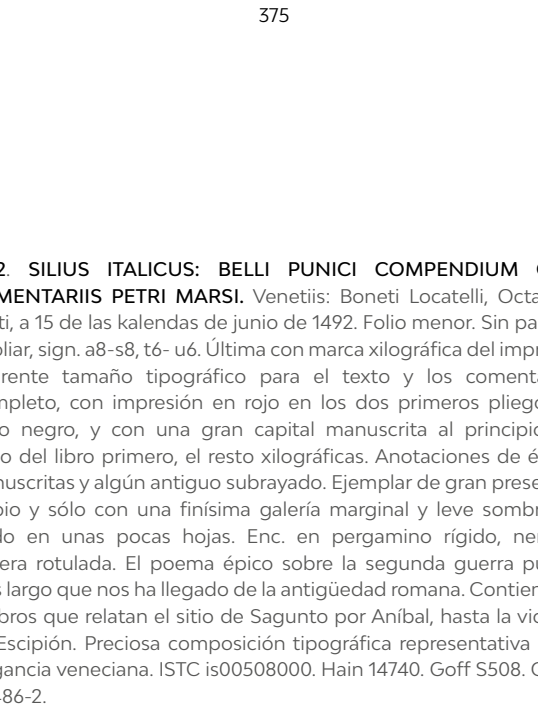 375
2. SILIUS ITALICUS: BELLI PUNICI COMPENDIUM
MENTARIIS PETRI MARSI. Venetiis: Boneti Locatelli, Octa
ti, a 15 de las kalendas de junio de 1492. Folio menor. Sin pa
liar, sign. a8-s8, t6- u6. Última con marca xilográfica del impr
rente tamaño tipográfico para el texto y los coment
mpleto, con impresión en rojo en los dos primeros plieg
o negro, y con una gran capital manuscrita al principi
o del libro primero, el resto xilográficas. Anotaciones de é
nuscritas y algún antiguo subrayado. Ejemplar de gran prese
pio y sólo con una finísima galería marginal y leve somb
do en unas pocas hojas. Enc. en pergamino rígido, ner
era rotulada. El poema épico sobre la segunda guerra pu
s largo que nos ha llegado de la antigüedad romana. Contien
bros que relatan el sitio de Sagunto por Aníbal, hasta la vic
Escipión. Preciosa composición tipográfica representativa
gancia veneciana. ISTC is00508000. Hain 14740. Goff S508.
486-2.